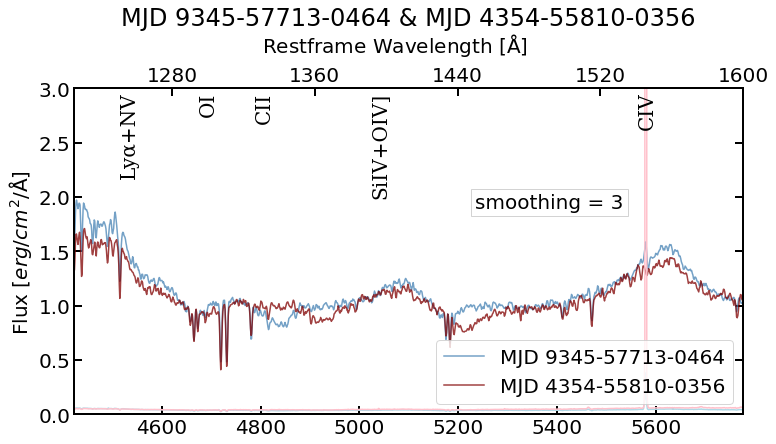 MJD 9345-57713-0464 & MJD 4354-55810-0356
Restframe Wavelength [Å]
1280 1360 1440 1520 1600
3.0
2.5
2.0
1.5
1.0
0.5
0.0
Flux [erg/cm²/Å]
Lyα+NV
OI
CII
SiIV+OIV]
CIV
smoothing = 3
MJD 9345-57713-0464
MJD 4354-55810-0356
4600 4800 5000 5200 5400 5600